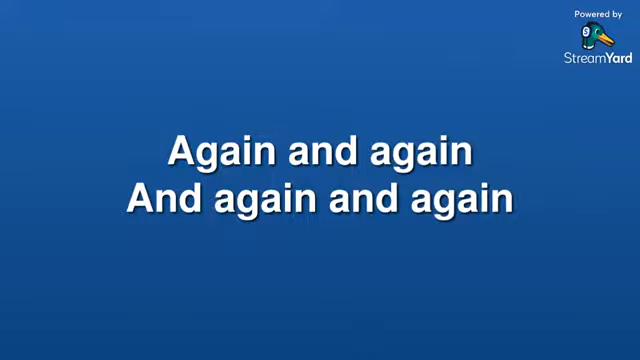 Powered by
StreamYard
Again and again
And again and again